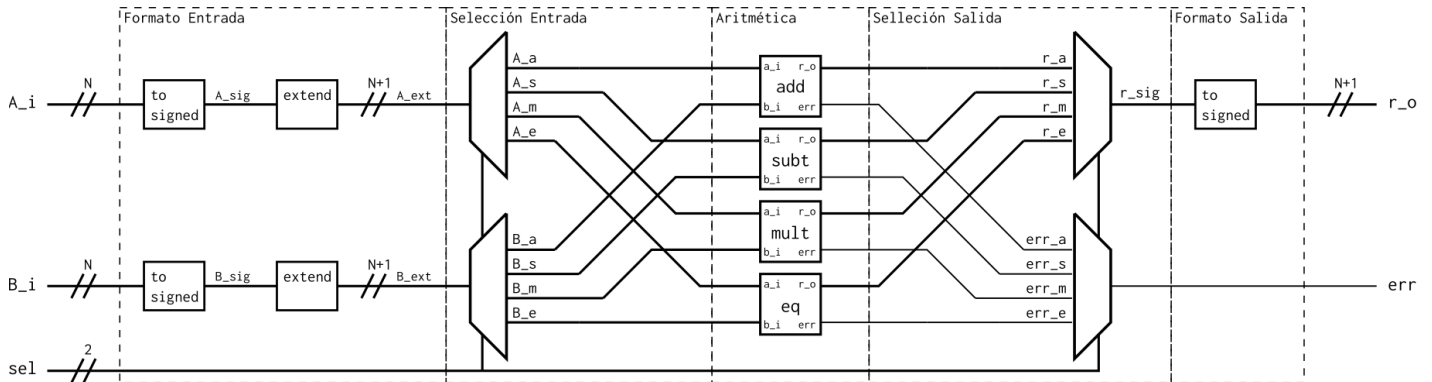 Formato Entrada
Selección Entrada
Aritmética
Selleción Salida
Formato Salida
A_i
N
to
signed
A_sig
extend
N+1
A_ext
A_a
A_s
A_m
A_e
a_i r_o
add
b_i err
a_i r_o
subt
b_i err
a_i r_o
mult
b_i err
a_i r_o
eq
b_i err
r_a
r_s
r_m
r_e
r_sig
to
signed
N+1
r_o
B_i
N
to
signed
B_sig
extend
N+1
B_ext
B_a
B_s
B_m
B_e
err_a
err_s
err_m
err_e
err
sel
2